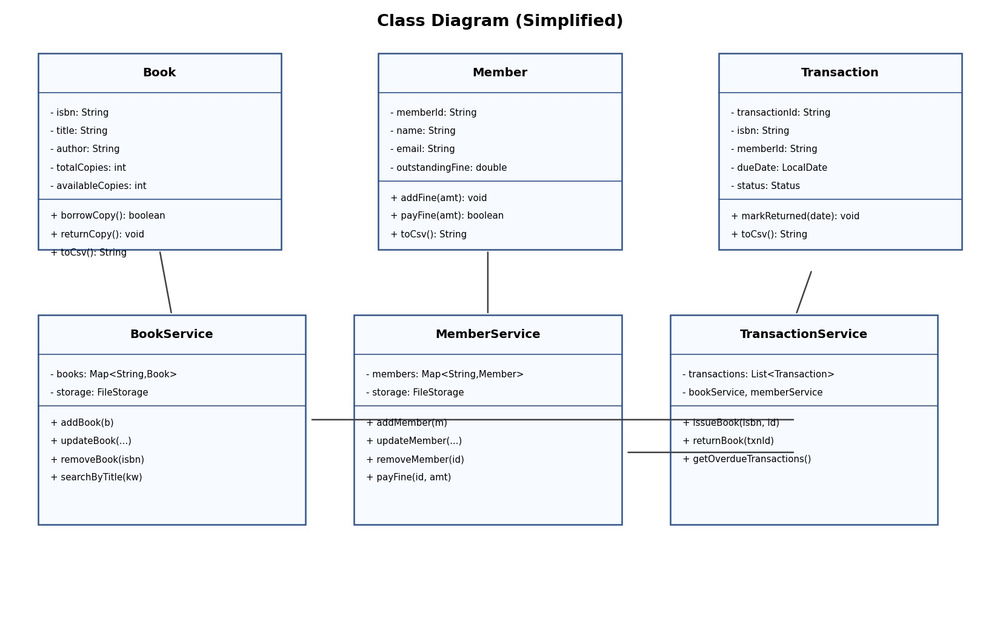 Class Diagram (Simplified)
Book
- isbn: String
- title: String
- author: String
- totalCopies: int
- availableCopies: int
+ borrowCopy(): boolean
+ returnCopy(): void
+ toCsv(): String
Member
- memberId: String
- name: String
- email: String
- outstandingFine: double
+ addFine(amt): void
+ payFine(amt): boolean
+ toCsv(): String
Transaction
- transactionId: String
- isbn: String
- memberId: String
- dueDate: LocalDate
- status: Status
+ markReturned(date): void
+ toCsv(): String
BookService
- books: Map<String,Book>
- storage: FileStorage
+ addBook(b)
+ updateBook(...)
+ removeBook(isbn)
+ searchByTitle(kw)
MemberService
- members: Map<String,Member>
- storage: FileStorage
+ addMember(m)
+ updateMember(...)
+ removeMember(id)
+ payFine(id, amt)
TransactionService
- transactions: List<Transaction>
- bookService, memberService
+ issueBook(isbn, id)
+ returnBook(txnId)
+ getOverdueTransactions()